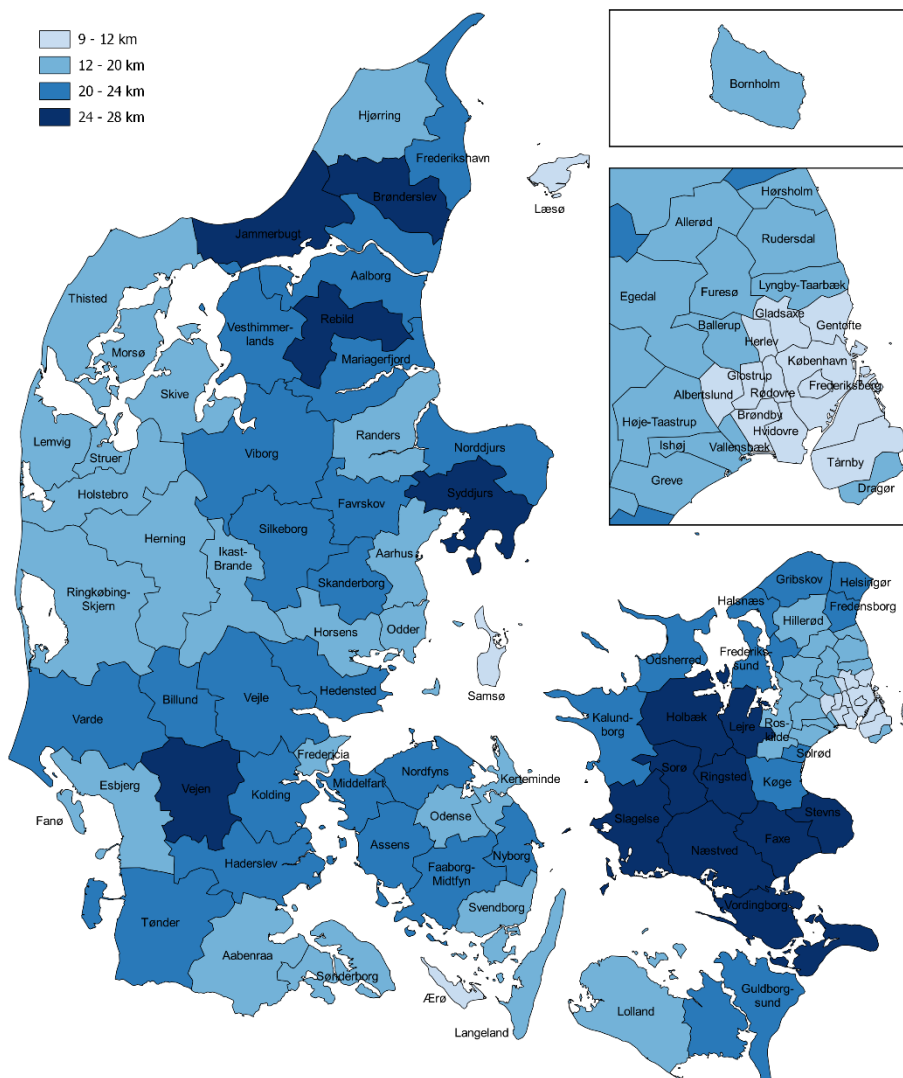 9 - 12 km
12 - 20 km
20 - 24 km
24 - 28 km
Bornholm
Hjørring
Frederikshavn
Brønderslev
Læsø
Jammerbugt
Aalborg
Thisted
Vesthimmer-
lands
Rebild
Morsø
Mariagerfjord
Skive
Randers
Lemvig
Struer
Viborg
Norddjurs
Holstebro
Syddjurs
Favrskov
Silkeborg
Herning
Ikast-
Brande
Aarhus
Skanderborg
Ringkøbing-
Skjern
Horsens
Odder
Samsø
Hedensted
Billund
Vejle
Varde
Fredericia
Esbjerg
Vejen
Kolding
Middelfart
Nordfyns
Kerteminde
Fanø
Odense
Assens
Nyborg
Haderslev
Faaborg-
Midtfyn
Svendborg
Tønder
Aabenraa
Sønderborg
Ærø
Langeland
Hørsholm
Allerød
Rudersdal
Egedal
Furesø
Lyngby-Taarbæk
Gladsaxe
Ballerup
Gentofte
Herlev
København
Glostrup
Frederiksberg
Albertslund
Rødovre
Brøndby
Høje-Taastrup
Hvidovre
Ishøj
Vallensbæk
Tårnby
Greve
Dragør
Gribskov
Helsingør
Halsnæs
Fredensborg
Hillerød
Odsherred
Frederiks-
sund
Kalund-
borg
Holbæk
Lejre
Ros-
kilde
Solrød
Sorø
Ringsted
Køge
Slagelse
Stevns
Næstved
Faxe
Vordingborg
Guldborg-
sund
Lolland